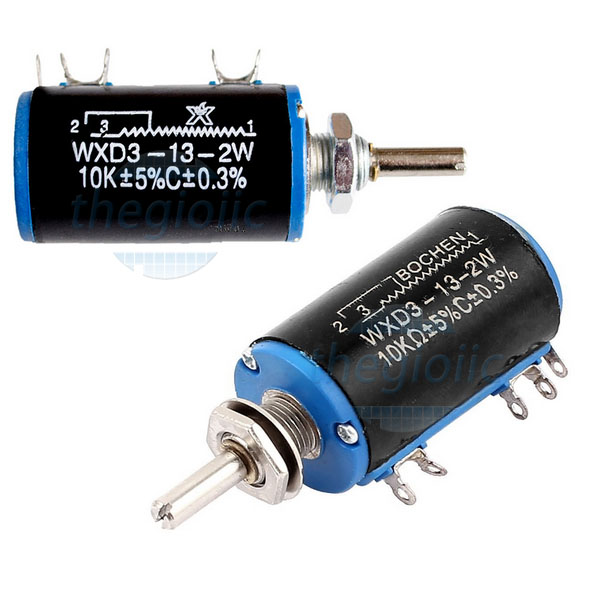 2 3 1
WXD3-13-2W
10K±5%C±0.3%
thegioiic
BOCHEN
2 3 1
WXD3-13-2W
10KΩ±5%C±0.3%
thegioiic